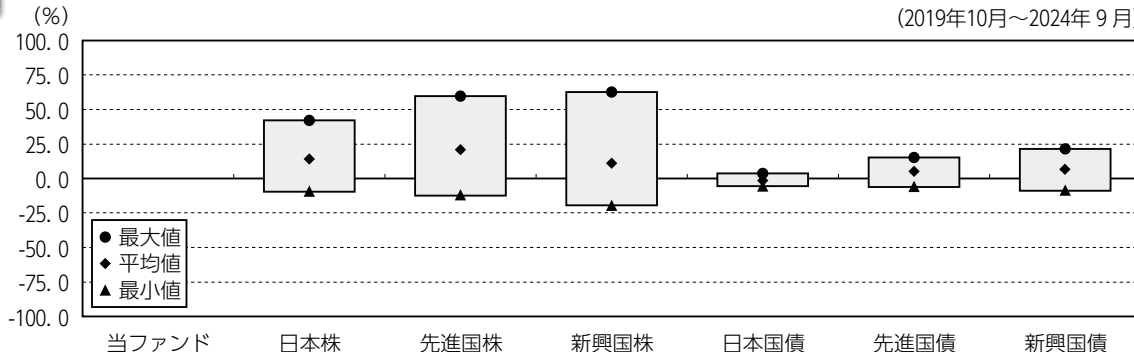 (%)
(2019年10月～2024年 9 月)
100. 0
75. 0
50. 0
25. 0
0. 0
-25. 0
-50. 0
-75. 0
-100. 0
● 最大値
◆ 平均値
▲ 最小値
当ファンド 日本株 先進国株 新興国株 日本国債 先進国債 新興国債